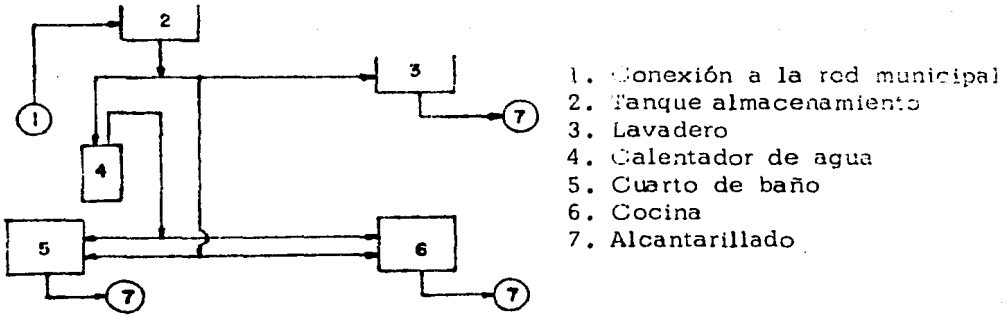 2
3
1
7
4
5
6
7
7
1. Conexión a la red municipal
2. Tanque almacenamiento
3. Lavadero
4. Calentador de agua
5. Cuarto de baño
6. Cocina
7. Alcantarillado